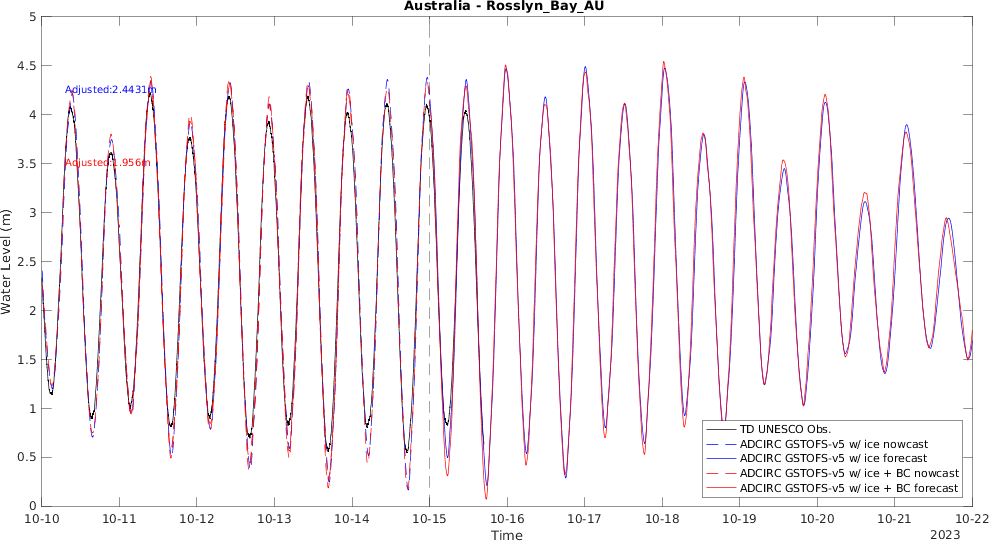 Australia - Rosslyn_Bay_AU
5
4.5
4
3.5
3
2.5
2
1.5
1
0.5
0
Water Level (m)
Adjusted:2.4431m
Adjusted:1.956m
TD UNESCO Obs.
ADCIRC GSTOFS-v5 w/ ice nowcast
ADCIRC GSTOFS-v5 w/ ice forecast
ADCIRC GSTOFS-v5 w/ ice + BC nowcast
ADCIRC GSTOFS-v5 w/ ice + BC forecast
10-10 10-11 10-12 10-13 10-14 10-15 10-16 10-17 10-18 10-19 10-20 10-21 10-22
Time
2023